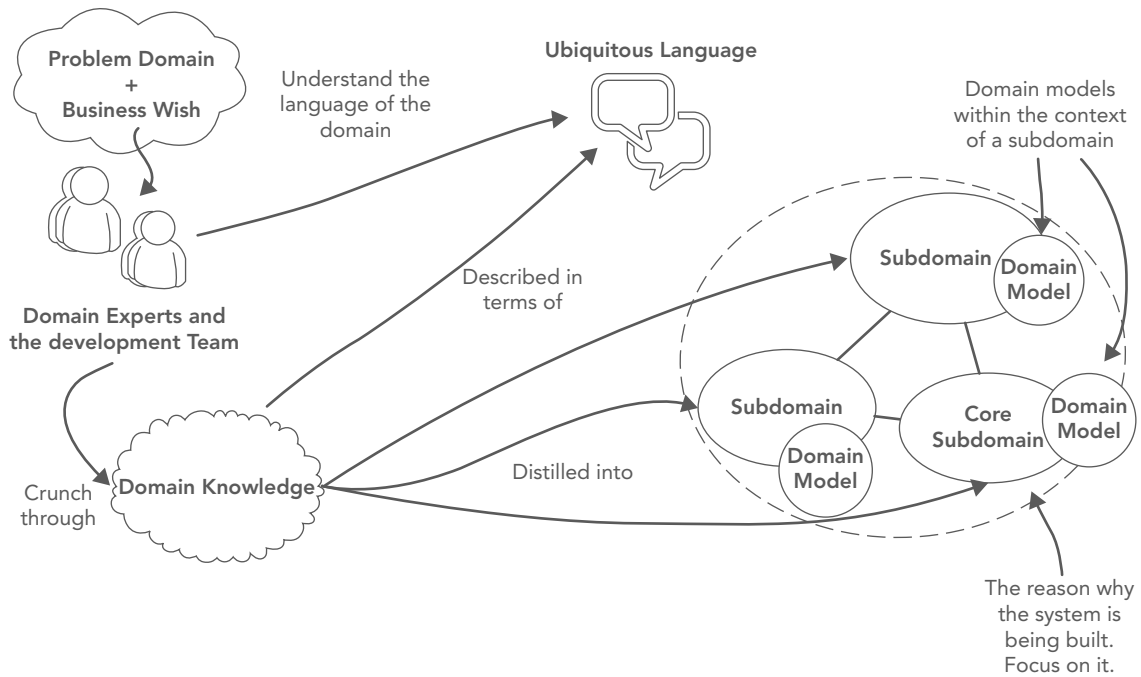 Problem Domain
+
Business Wish
Understand the
language of the
domain
Ubiquitous Language
Domain models
within the context
of a subdomain
Domain Experts and
the development Team
Described in
terms of
Subdomain
Domain
Model
Subdomain
Domain
Model
Core
Subdomain
Domain
Model
Crunch
through
Domain Knowledge
Distilled into
The reason why
the system is
being built.
Focus on it.